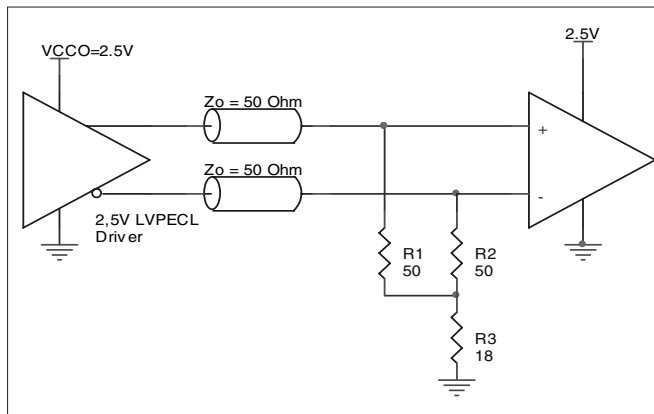 VCCO=2.5V
2.5V
Zo = 50 Ohm
+
Zo = 50 Ohm
-
2,5V LVPECL
Driver
R1
50
R2
50
R3
18